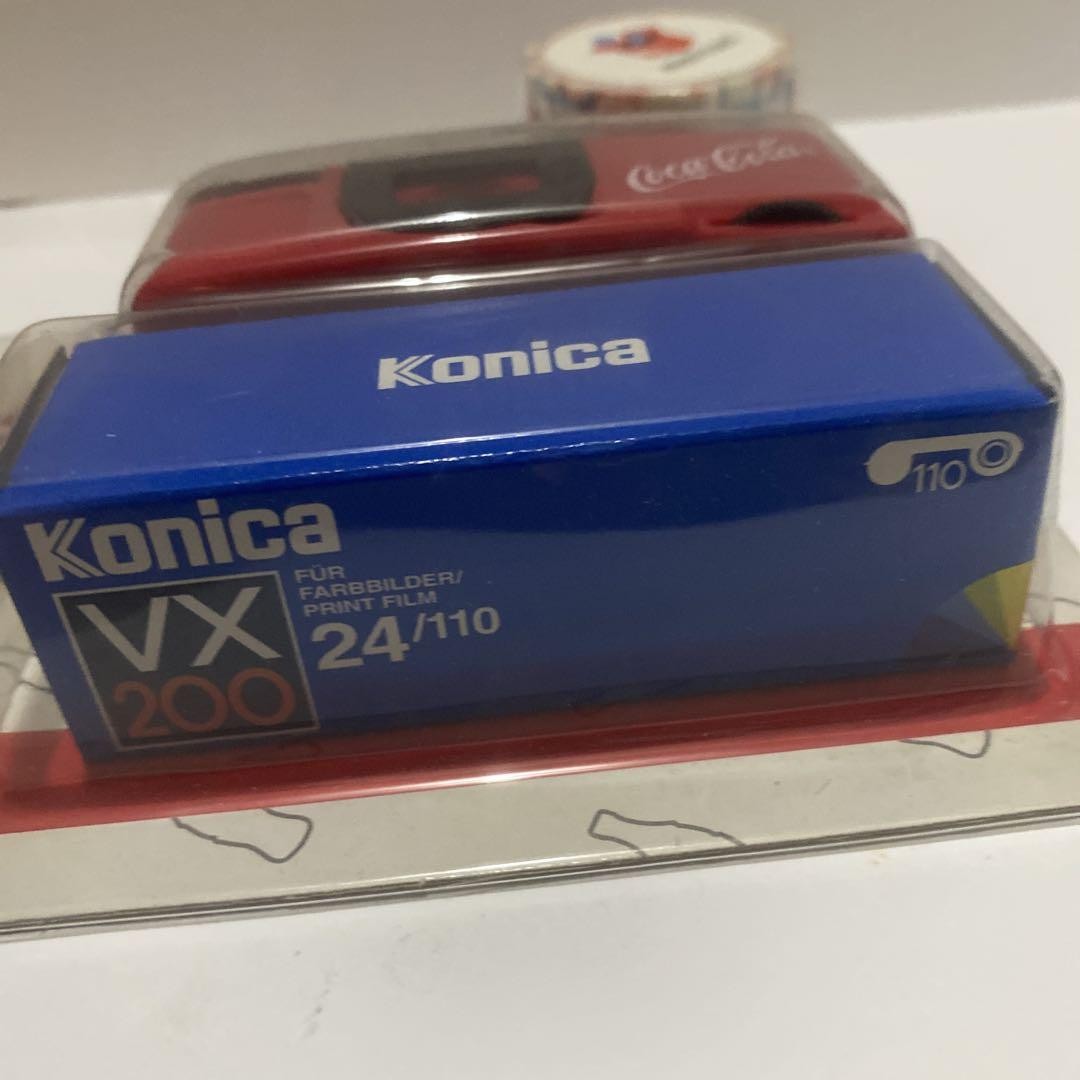 Coca-Cola
Konica
110
Konica
VX
200
FÜR
FARBBILDER/
PRINT FILM
24/110